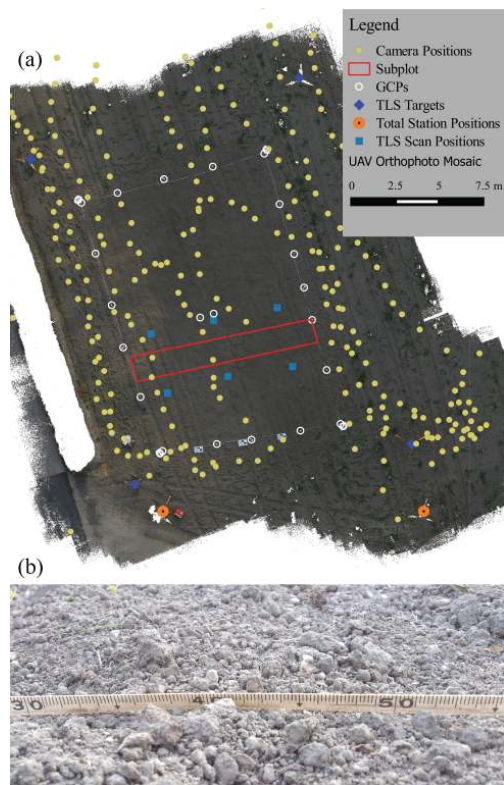 (a)
Legend
Camera Positions
Subplot
GCPs
TLS Targets
Total Station Positions
TLS Scan Positions
UAV Orthophoto Mosaic
0 2.5 5 7.5 m
(b)
30 40 50